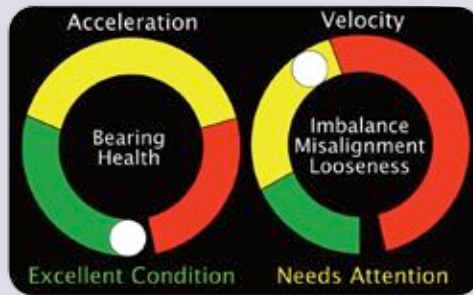 Acceleration
Bearing
Health
Excellent Condition
Velocity
Imbalance
Misalignment
Looseness
Needs Attention